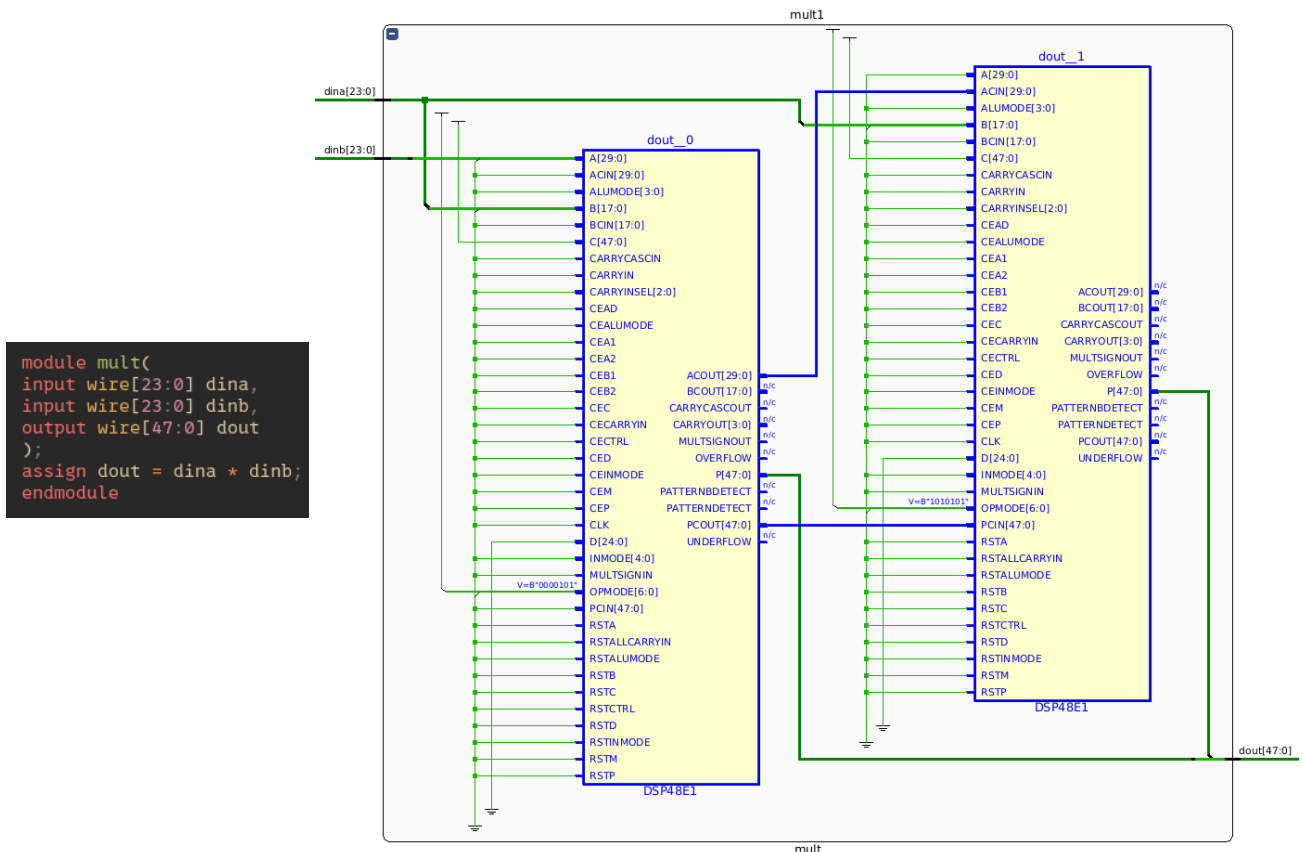 mult1
module mult(
input wire[23:0] dina,
input wire[23:0] dinb,
output wire[47:0] dout
);
assign dout = dina * dinb;
endmodule
dina[23:0]
dinb[23:0]
dout__0
A[29:0]
ACIN[29:0]
ALUMODE[3:0]
B[17:0]
BCIN[17:0]
C[47:0]
CARRYCASCIN
CARRYIN
CARRYINSEL[2:0]
CEAD
CEALUMODE
CEA1
CEA2
CEB1 ACOUT[29:0]
CEB2 BCOUT[17:0] n/c
CEC CARRYCASCOUT n/c
CECARRYIN CARRYOUT[3:0] n/c
CECTRL MULTSIGNOUT n/c
CED OVERFLOW n/c
CEINMODE P[47:0]
CEM PATTERNBDETECT n/c
CEP PATTERNDETECT n/c
CLK PCOUT[47:0]
D[24:0] UNDERFLOW n/c
INMODE[4:0]
MULTSIGNIN
V=B"0000101" OPMODE[6:0]
PCIN[47:0]
RSTA
RSTALLCARRYIN
RSTALUMODE
RSTB
RSTC
RSTCTRL
RSTD
RSTINMODE
RSTM
RSTP
DSP48E1
dout__1
A[29:0]
ACIN[29:0]
ALUMODE[3:0]
B[17:0]
BCIN[17:0]
C[47:0]
CARRYCASCIN
CARRYIN
CARRYINSEL[2:0]
CEAD
CEALUMODE
CEA1
CEA2
CEB1 ACOUT[29:0] n/c
CEB2 BCOUT[17:0] n/c
CEC CARRYCASCOUT n/c
CECARRYIN CARRYOUT[3:0] n/c
CECTRL MULTSIGNOUT n/c
CED OVERFLOW n/c
CEINMODE P[47:0]
CEM PATTERNBDETECT n/c
CEP PATTERNDETECT n/c
CLK PCOUT[47:0] n/c
D[24:0] UNDERFLOW n/c
INMODE[4:0]
MULTSIGNIN
V=B"1010101" OPMODE[6:0]
PCIN[47:0]
RSTA
RSTALLCARRYIN
RSTALUMODE
RSTB
RSTC
RSTCTRL
RSTD
RSTINMODE
RSTM
RSTP
DSP48E1
dout[47:0]
mult